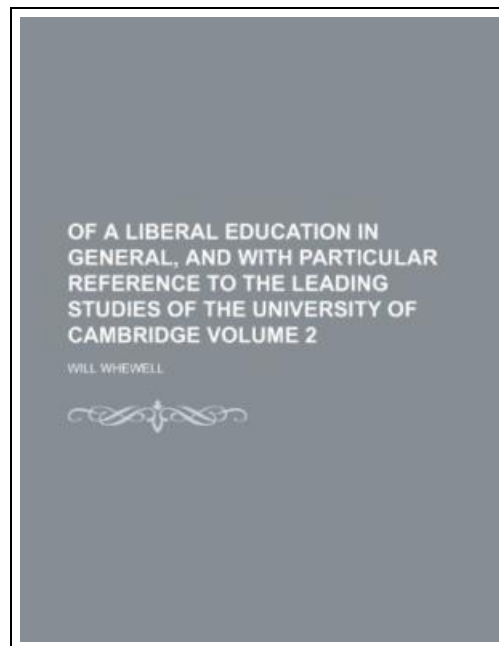 OF A LIBERAL EDUCATION IN
GENERAL, AND WITH PARTICULAR
REFERENCE TO THE LEADING
STUDIES OF THE UNIVERSITY OF
CAMBRIDGE VOLUME 2
WILL WHEWELL